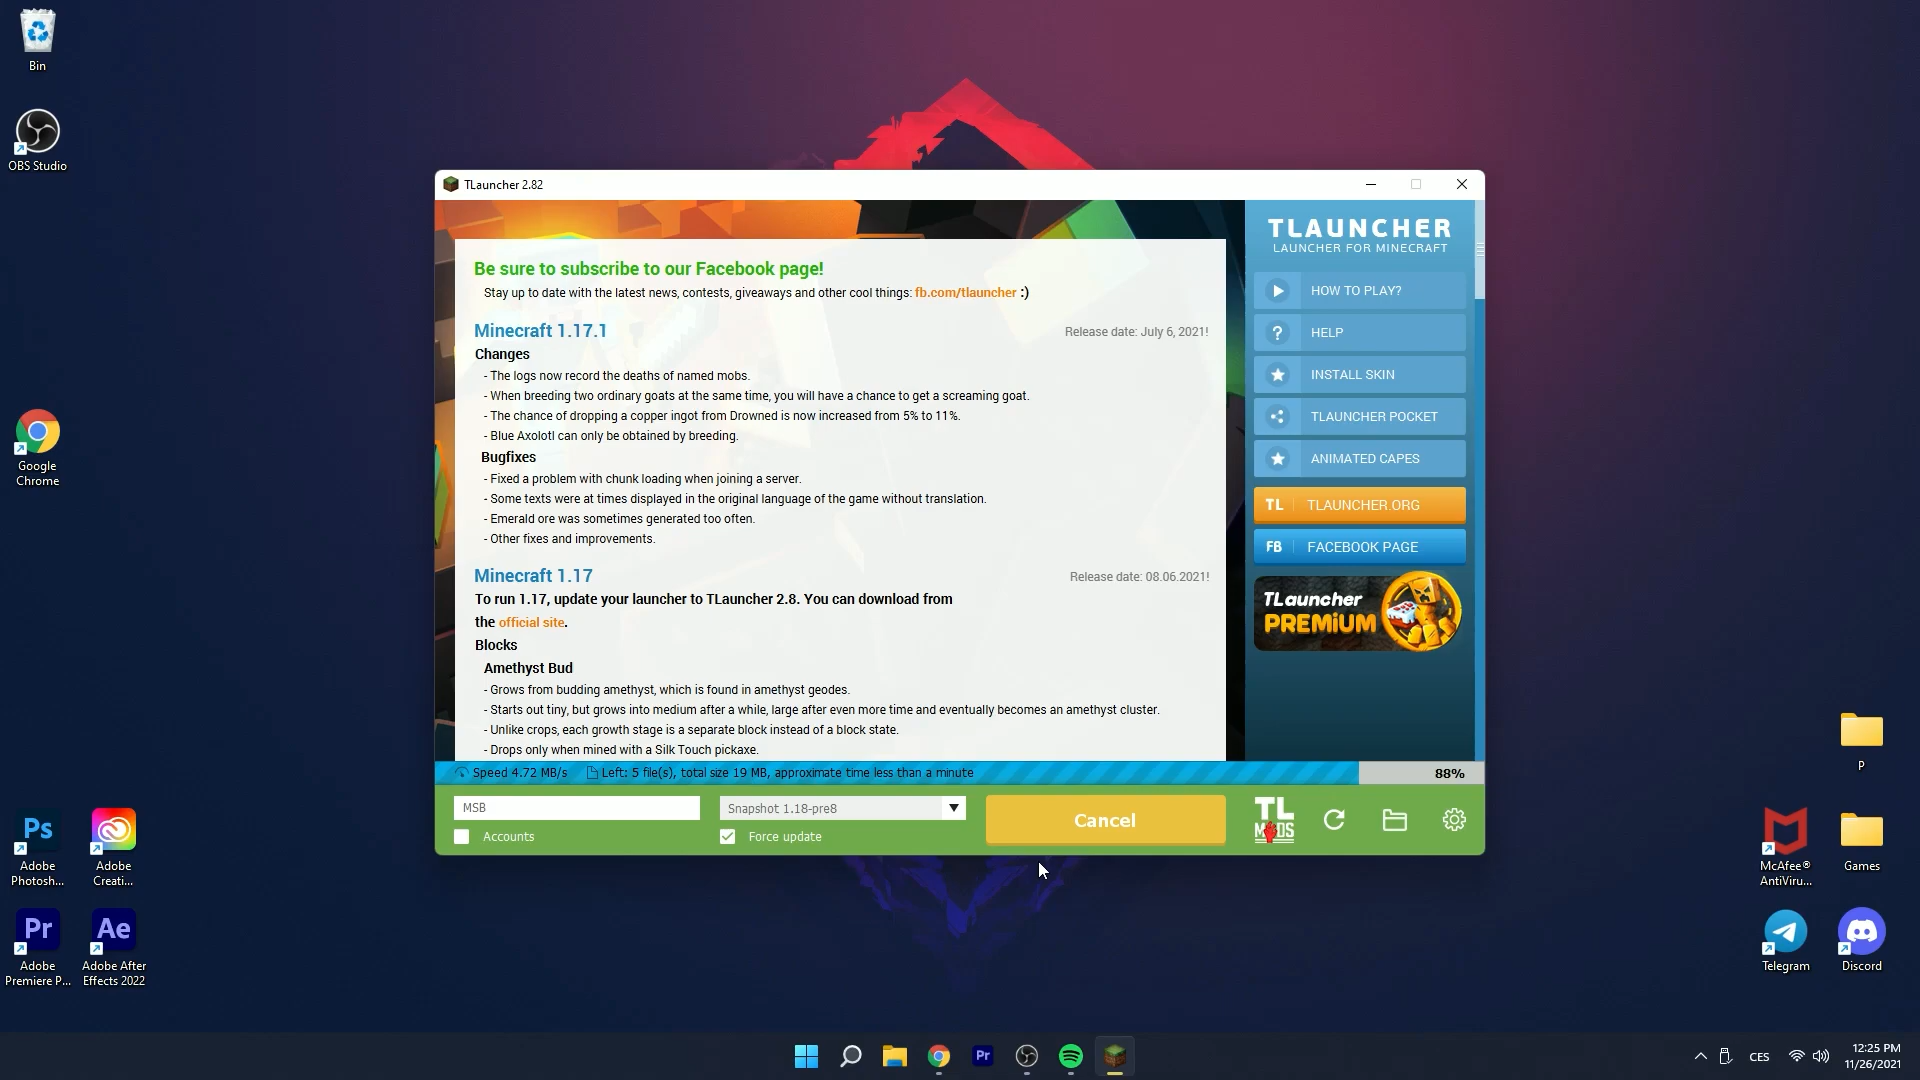 Bin
OBS Studio
Google
Chrome
Ps
Adobe
Photosh...
Adobe
Creati...
Pr
Adobe
Premiere P...
Ae
Adobe After
Effects 2022
TLauncher 2.82
Be sure to subscribe to our Facebook page!
Stay up to date with the latest news, contests, giveaways and other cool things: fb.com/tlauncher :)
Minecraft 1.17.1
Release date: July 6, 2021!
Changes
- The logs now record the deaths of named mobs.
- When breeding two ordinary goats at the same time, you will have a chance to get a screaming goat.
- The chance of dropping a copper ingot from Drowned is now increased from 5% to 11%.
- Blue Axolotl can only be obtained by breeding.
Bugfixes
- Fixed a problem with chunk loading when joining a server.
- Some texts were at times displayed in the original language of the game without translation.
- Emerald ore was sometimes generated too often.
- Other fixes and improvements.
Minecraft 1.17
Release date: 08.06.2021!
To run 1.17, update your launcher to TLauncher 2.8. You can download from
the official site.
Blocks
Amethyst Bud
- Grows from budding amethyst, which is found in amethyst geodes.
- Starts out tiny, but grows into medium after a while, large after even more time and eventually becomes an amethyst cluster.
- Unlike crops, each growth stage is a separate block instead of a block state.
- Drops only when mined with a Silk Touch pickaxe.
TLAUNCHER
LAUNCHER FOR MINECRAFT
HOW TO PLAY?
? HELP
INSTALL SKIN
TLAUNCHER POCKET
ANIMATED CAPES
TL TLAUNCHER.ORG
FB FACEBOOK PAGE
TLauncher
PREMIUM
Speed 4.72 MB/s Left: 5 file(s), total size 19 MB, approximate time less than a minute
88%
MSB
Snapshot 1.18-pre8
Cancel
TL
MODS
Accounts
Force update
P
McAfee®
AntiViru...
Games
Telegram
Discord
Pr
CES
12:25 PM
11/26/2021